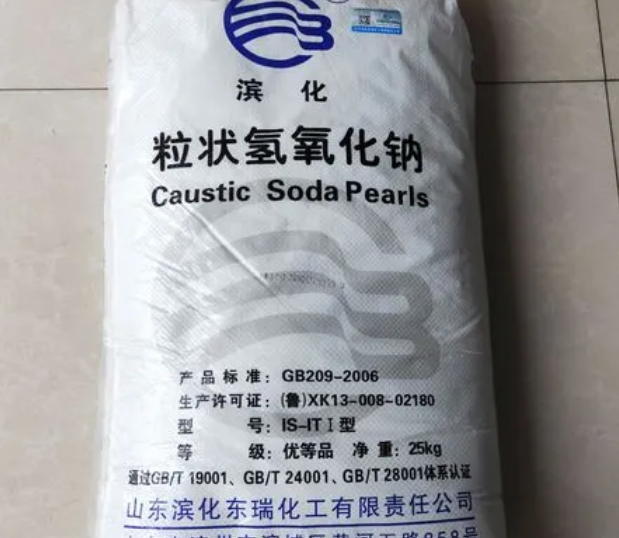 滨 化
粒状氢氧化钠
Caustic Soda Pearls
产品标准：GB209-2006
生产许可证：(鲁)XK13-008-02180
型 号：IS-IT I 型
等 级：优等品 净 重：25kg
通过GB/T 19001、GB/T 24001、GB/T 28001体系认证
山东滨化东瑞化工有限责任公司